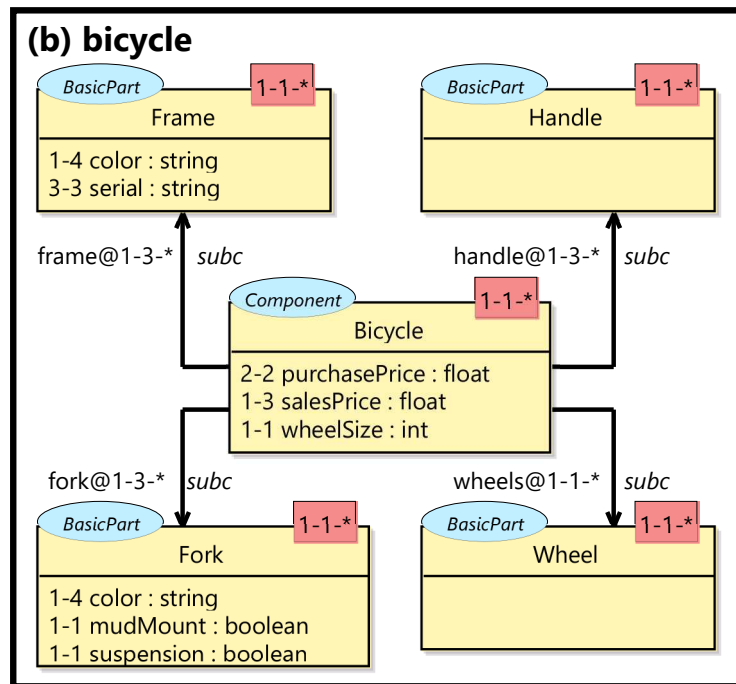 (b) bicycle
BasicPart
1-1-*
Frame
1-4 color : string
3-3 serial : string
BasicPart
1-1-*
Handle
frame@1-3-*
subc
handle@1-3-*
subc
Component
1-1-*
Bicycle
2-2 purchasePrice : float
1-3 salesPrice : float
1-1 wheelSize : int
fork@1-3-*
subc
wheels@1-1-*
subc
BasicPart
1-1-*
Fork
1-4 color : string
1-1 mudMount : boolean
1-1 suspension : boolean
BasicPart
1-1-*
Wheel